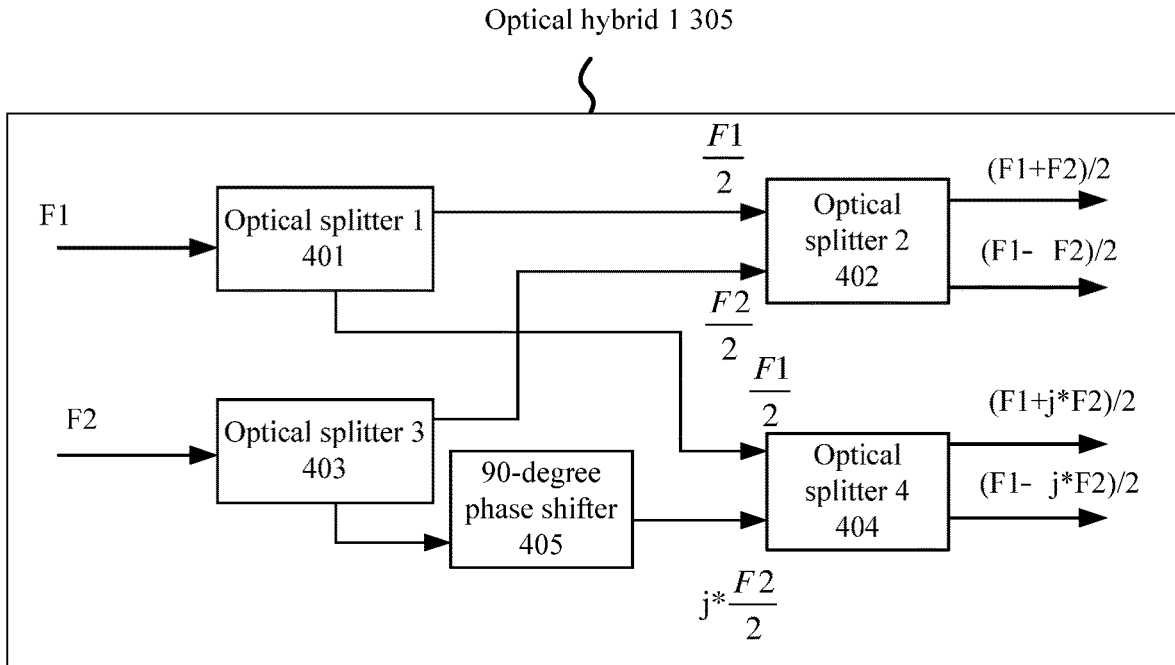 Optical hybrid 1 305
F1
Optical splitter 1
401
F1
2
Optical
splitter 2
402
(F1+F2)/2
(F1- F2)/2
F2
2
F2
Optical splitter 3
403
90-degree
phase shifter
405
F1
2
Optical
splitter 4
404
(F1+j*F2)/2
(F1- j*F2)/2
j* F2
2